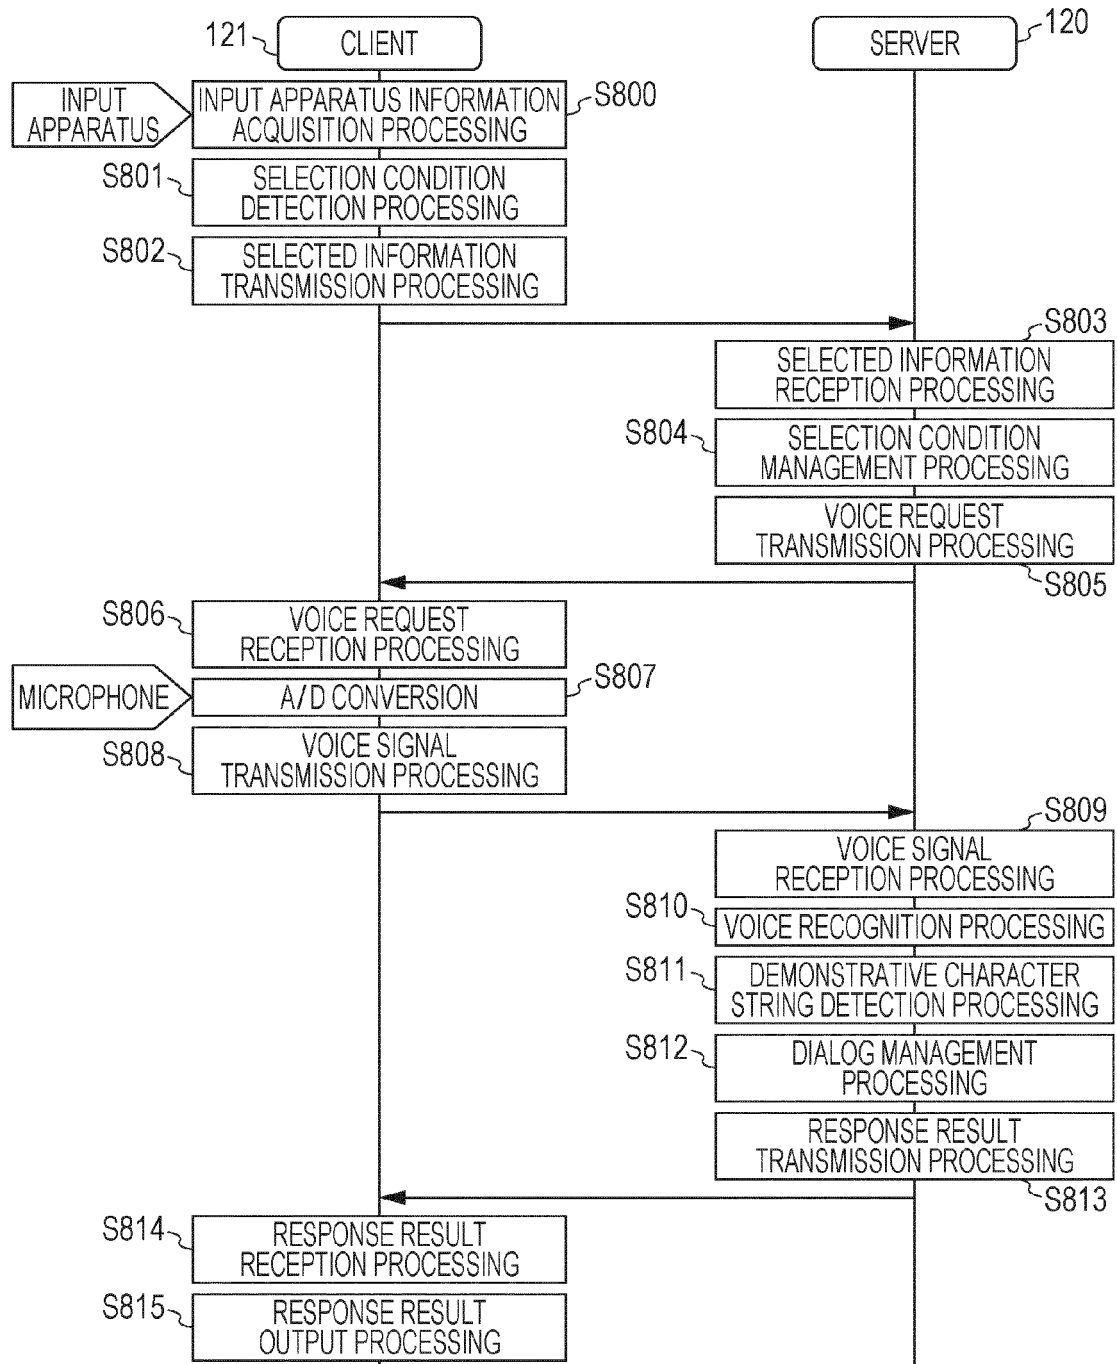 121
CLIENT
SERVER
120
INPUT
APPARATUS
INPUT APPARATUS INFORMATION
ACQUISITION PROCESSING
S800
S801
SELECTION CONDITION
DETECTION PROCESSING
S802
SELECTED INFORMATION
TRANSMISSION PROCESSING
S803
SELECTED INFORMATION
RECEPTION PROCESSING
S804
SELECTION CONDITION
MANAGEMENT PROCESSING
VOICE REQUEST
TRANSMISSION PROCESSING
S805
S806
VOICE REQUEST
RECEPTION PROCESSING
MICROPHONE
A/D CONVERSION
S807
S808
VOICE SIGNAL
TRANSMISSION PROCESSING
S809
VOICE SIGNAL
RECEPTION PROCESSING
S810
VOICE RECOGNITION PROCESSING
S811
DEMONSTRATIVE CHARACTER
STRING DETECTION PROCESSING
S812
DIALOG MANAGEMENT
PROCESSING
RESPONSE RESULT
TRANSMISSION PROCESSING
S813
S814
RESPONSE RESULT
RECEPTION PROCESSING
S815
RESPONSE RESULT
OUTPUT PROCESSING